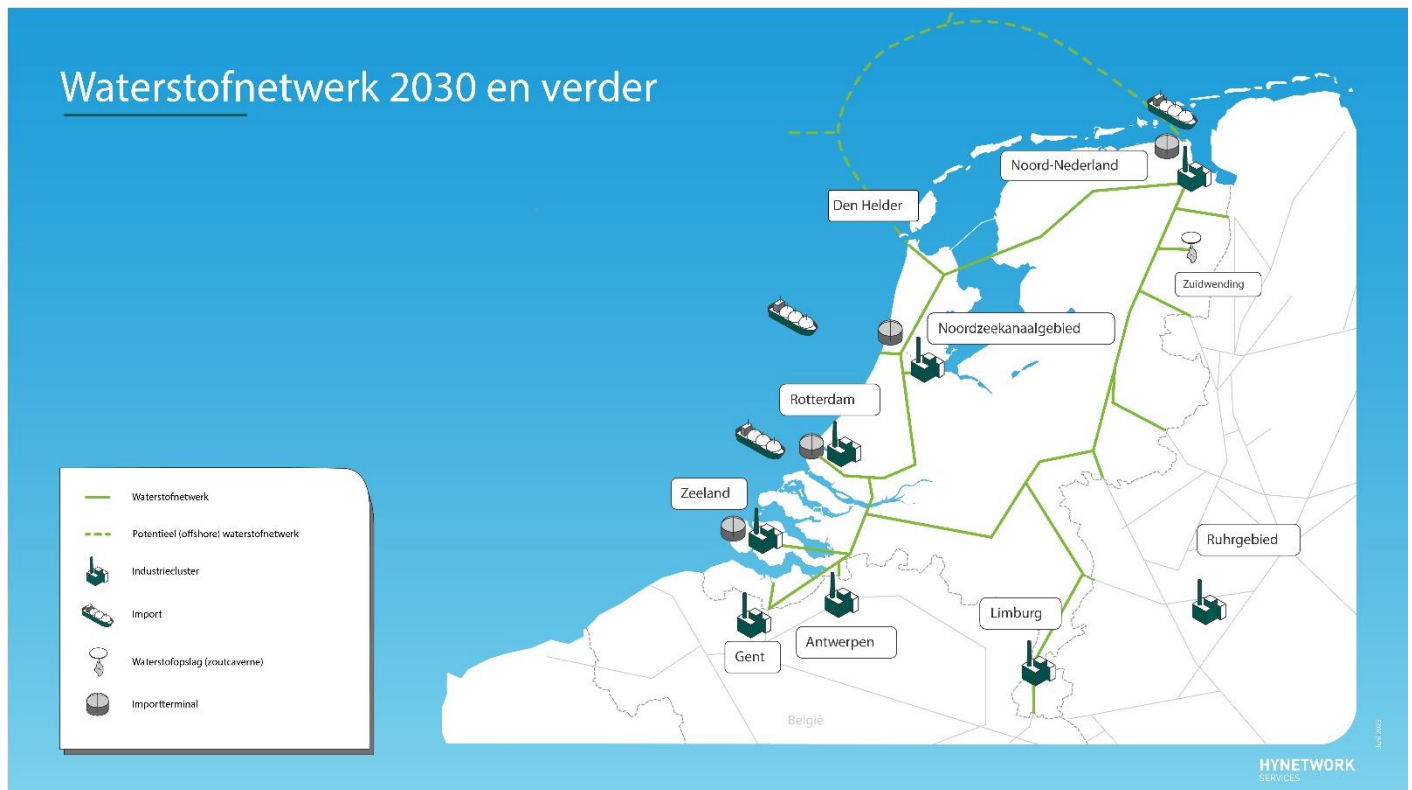 Waterstofnetwerk 2030 en verder
Noord-Nederland
Den Helder
Zuidwending
Noordzeekanaalgebied
Rotterdam
Zeeland
Ruhrgebied
Limburg
Antwerpen
Gent
België
Waterstofnetwerk
Potentieel (offshore) waterstofnetwerk
Industriecluster
Import
Waterstofopslag (zoutcaverne)
Importterminal
HYNETWORK
SERVICES